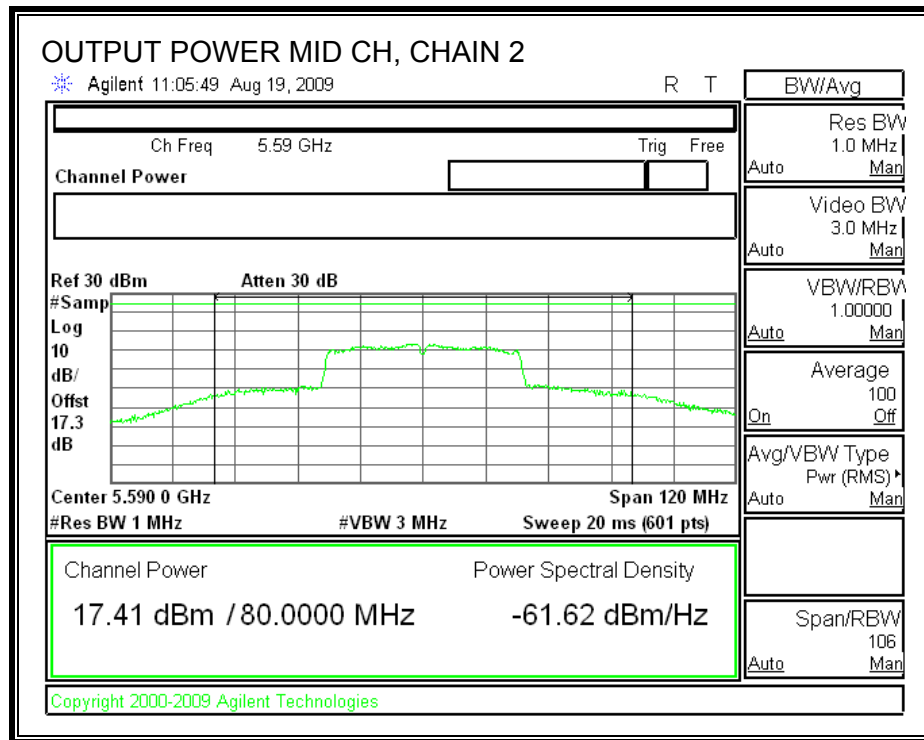 OUTPUT POWER MID CH, CHAIN 2
Agilent 11:05:49 Aug 19, 2009 R T
Ch Freq 5.59 GHz Trig Free
Channel Power
Ref 30 dBm Atten 30 dB
#Samp
Log
10
dB/
Offst
17.3
dB
Center 5.590 0 GHz Span 120 MHz
#Res BW 1 MHz #VBW 3 MHz Sweep 20 ms (601 pts)
Channel Power Power Spectral Density
17.41 dBm / 80.0000 MHz -61.62 dBm/Hz
Copyright 2000-2009 Agilent Technologies
BW/Avg
Res BW
1.0 MHz
Auto Man
Video BW
3.0 MHz
Auto Man
VBW/RBW
1.00000
Auto Man
Average
100
On Off
Avg/VBW Type
Pwr (RMS)
Auto Man
Span/RBW
106
Auto Man